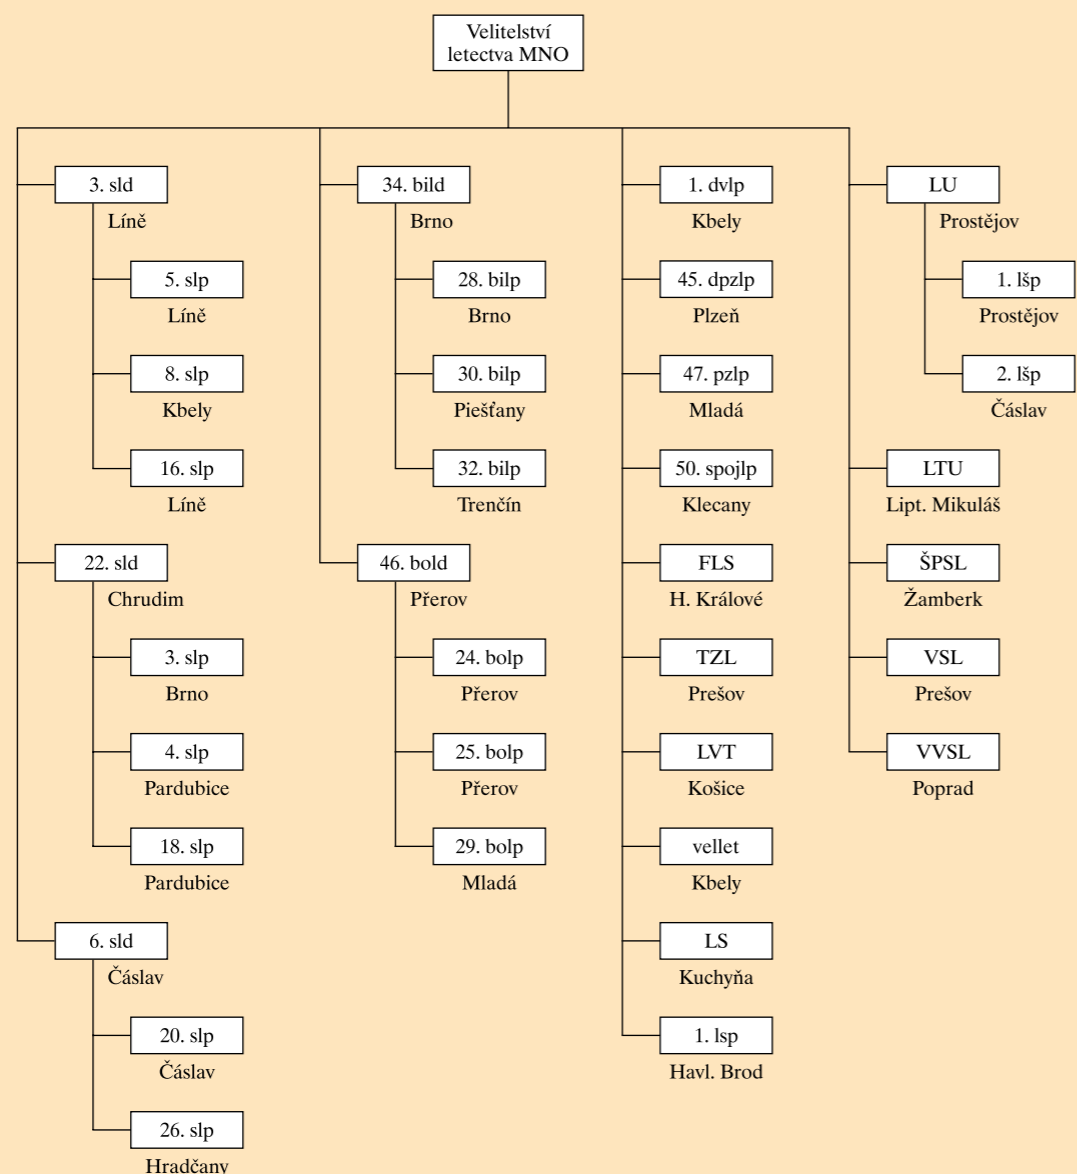 Velitelství
letectva MNO
3. sld
Líně
5. slp
Líně
8. slp
Kbely
16. slp
Líně
22. sld
Chrudim
3. slp
Brno
4. slp
Pardubice
18. slp
Pardubice
6. sld
Čáslav
20. slp
Čáslav
26. slp
Hradčany
34. bild
Brno
28. bilp
Brno
30. bilp
Piešťany
32. bilp
Trenčín
46. bold
Přerov
24. bolp
Přerov
25. bolp
Přerov
29. bolp
Mladá
1. dvlp
Kbely
45. dpzlp
Plzeň
47. pzlp
Mladá
50. spojlp
Klecany
FLS
H. Králové
TZL
Prešov
LVT
Košice
vellet
Kbely
LS
Kuchyňa
1. lsp
Havl. Brod
LU
Prostějov
1. lšp
Prostějov
2. lšp
Čáslav
LTU
Lipt. Mikuláš
ŠPSL
Žamberk
VSL
Prešov
VVSL
Poprad